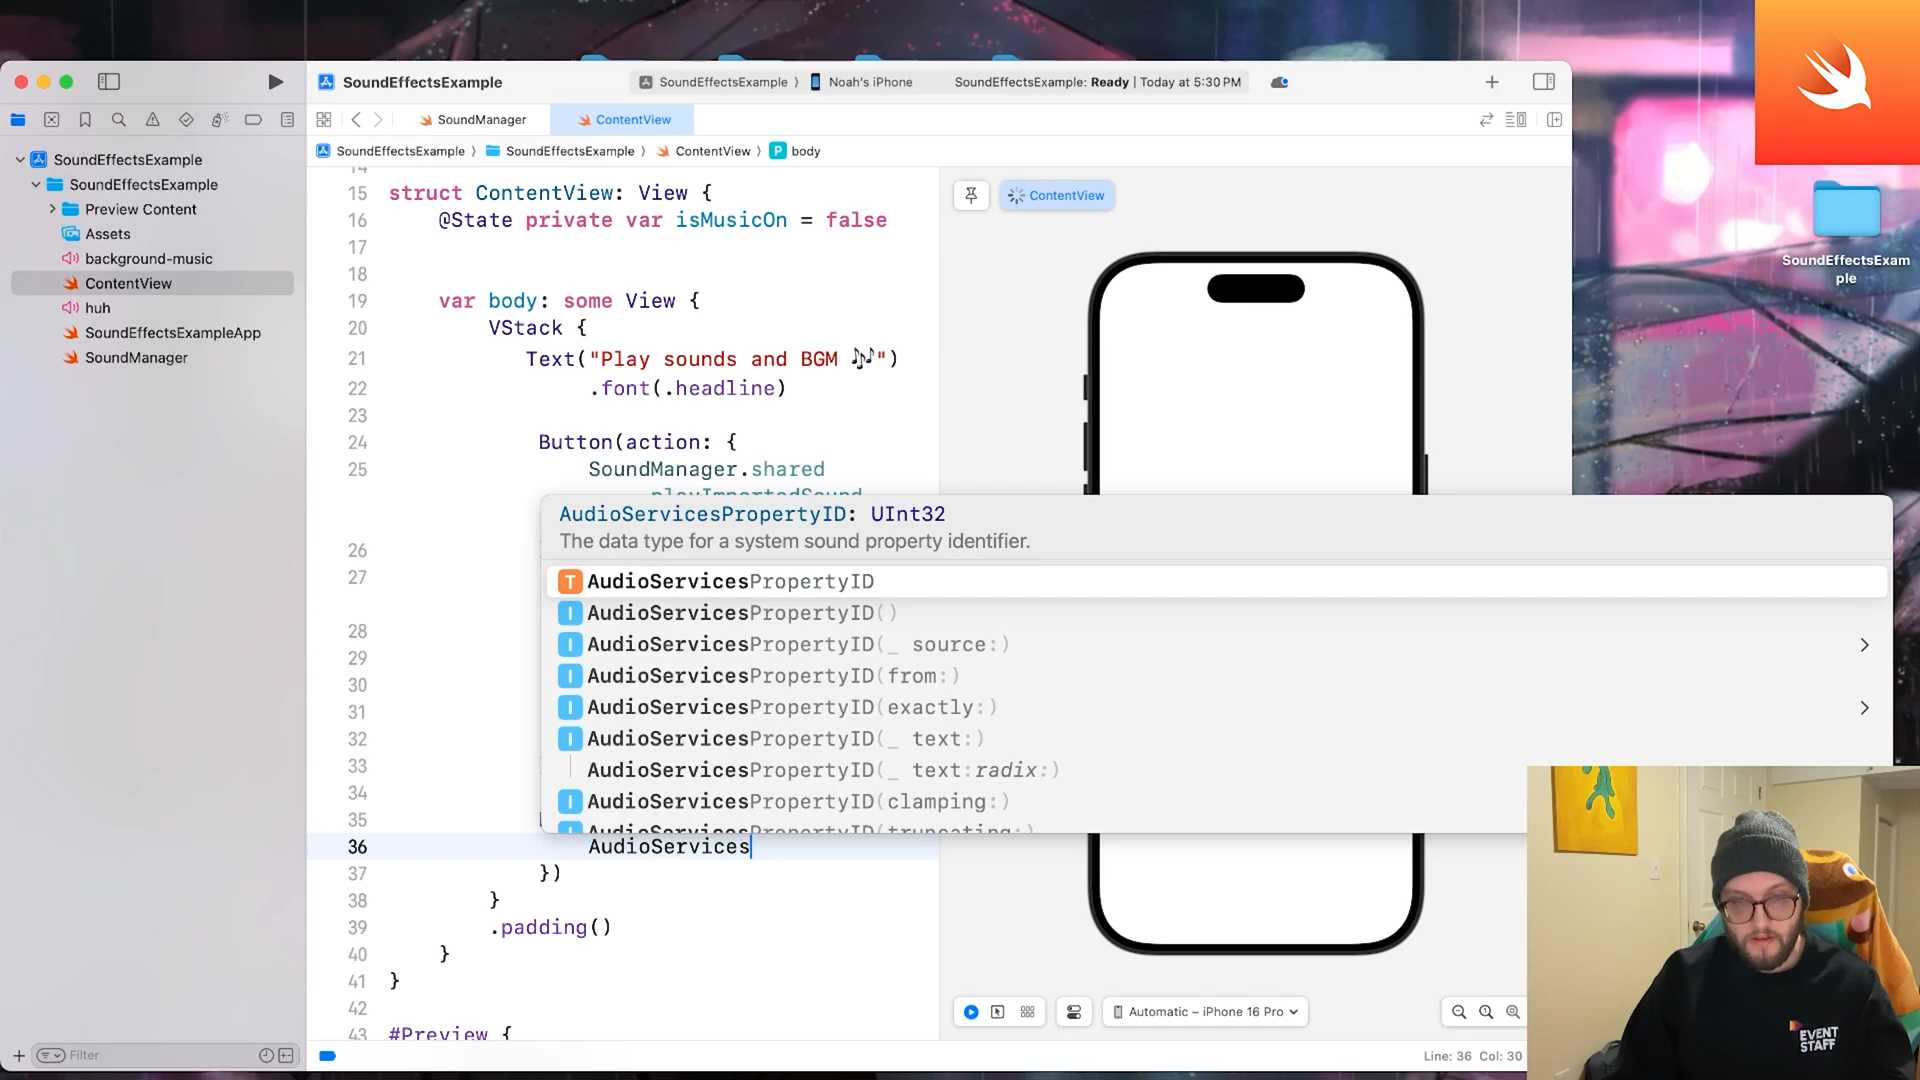 SoundEffectsExample
SoundEffectsExample 〉 Noah's iPhone
SoundEffectsExample: Ready | Today at 5:30 PM
SoundManager
ContentView
SoundEffectsExample 〉 SoundEffectsExample 〉 ContentView 〉 P body
SoundEffectsExample
SoundEffectsExample
Preview Content
Assets
background-music
ContentView
huh
SoundEffectsExampleApp
SoundManager
Filter
14
15 struct ContentView: View {
16 @State private var isMusicOn = false
17
18
19 var body: some View {
20 VStack {
21 Text("Play sounds and BGM 🎶")
22 .font(.headline)
23
24 Button(action: {
25 SoundManager.shared
playImportedSound
26
27
28
29
30
31
32
33
34
35
36 AudioServices
37 })
38 }
39 .padding()
40 }
41 }
42
43 #Preview {
AudioServicesPropertyID: UInt32
The data type for a system sound property identifier.
T AudioServicesPropertyID
I AudioServicesPropertyID()
I AudioServicesPropertyID(_ source:)
I AudioServicesPropertyID(from:)
I AudioServicesPropertyID(exactly:)
I AudioServicesPropertyID(_ text:)
AudioServicesPropertyID(_ text:radix:)
I AudioServicesPropertyID(clamping:)
I AudioServicesPropertyID(truncating:)
ContentView
Automatic – iPhone 16 Pro
Line: 36 Col: 30
SoundEffectsExam
ple
EVENT
STAFF